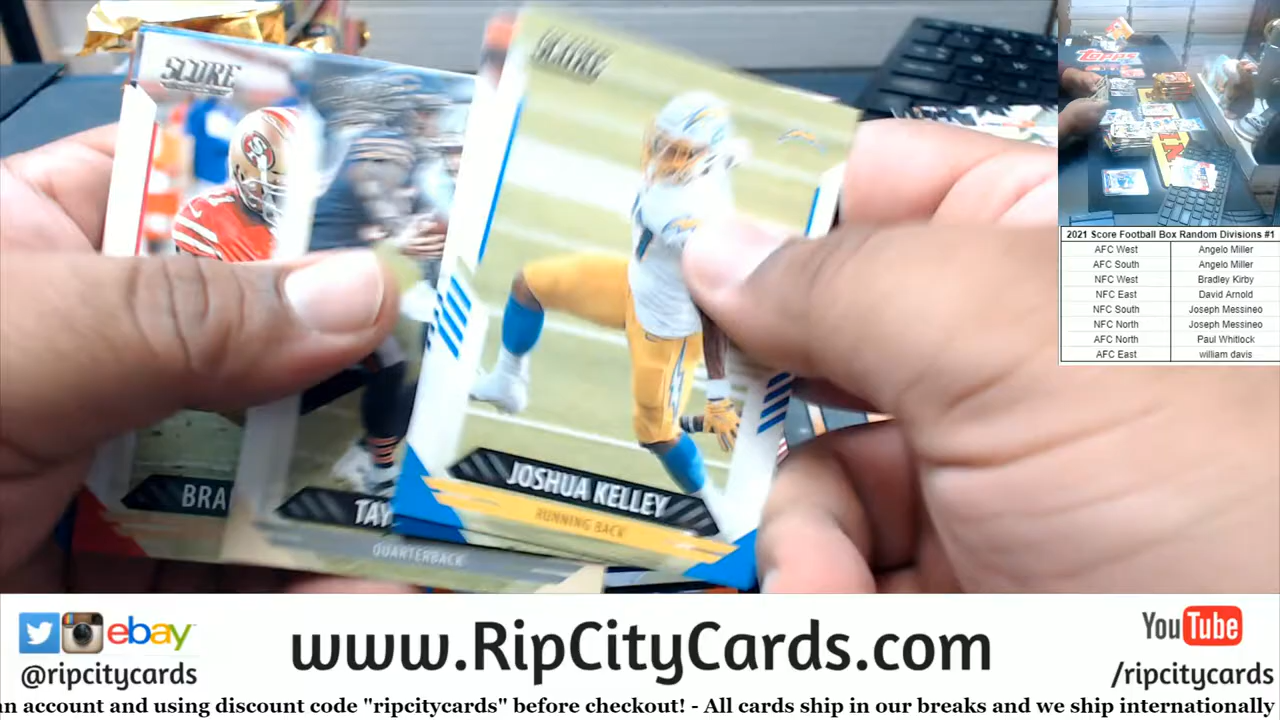 SCORE
BRA
TAY
QUARTERBACK
SCORE
JOSHUA KELLEY
RUNNING BACK
TOPPS
2021 Score Football Box Random Divisions #1
AFC West Angelo Miller
AFC South Angelo Miller
NFC West Bradley Kirby
NFC East David Arnold
NFC South Joseph Messineo
NFC North Joseph Messineo
AFC North Paul Whitlock
AFC East william davis
ebay
@ripcitycards
www.RipCityCards.com
YouTube
/ripcitycards
an account and using discount code "ripcitycards" before checkout! - All cards ship in our breaks and we ship internationally